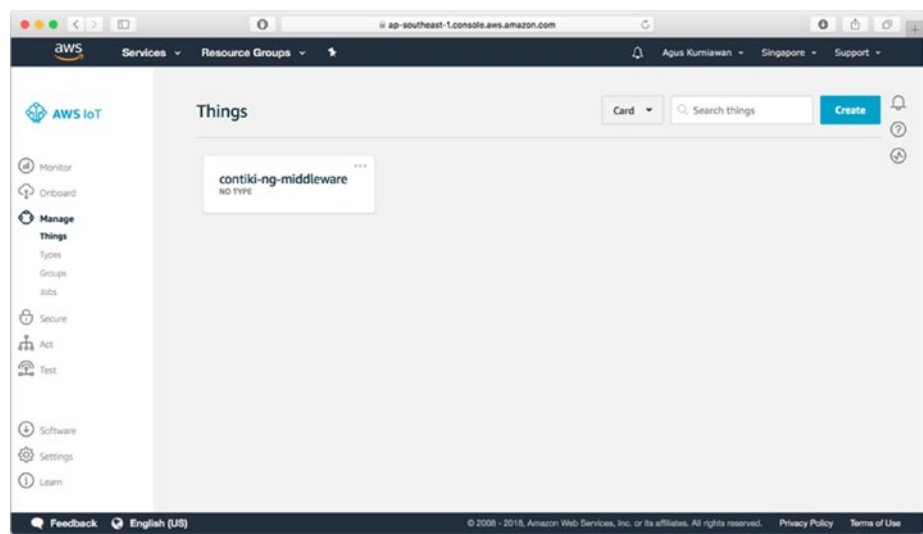 ap-southeast-1.console.aws.amazon.com
aws Services Resource Groups Agus Kurniawan Singapore Support
AWS IoT
Things Card Search things Create
Monitor
Onboard
Manage
Things
Types
Groups
Jobs
Secure
Act
Test
Software
Settings
Learn
contiki-ng-middleware
NO TYPE
Feedback English (US) © 2008 - 2018, Amazon Web Services, Inc. or its affiliates. All rights reserved. Privacy Policy Terms of Use